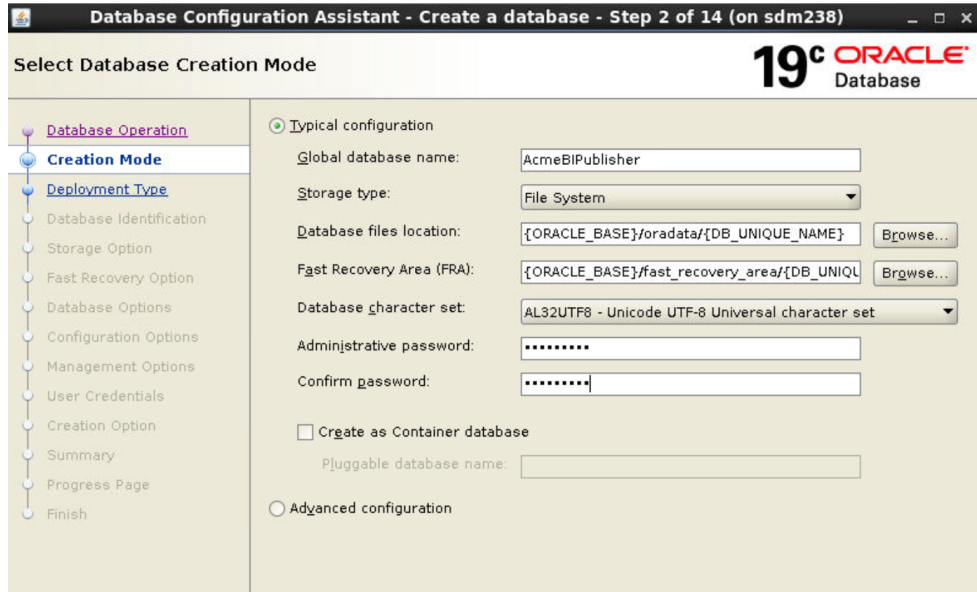 Database Configuration Assistant - Create a database - Step 2 of 14 (on sdm238)
Select Database Creation Mode
19c ORACLE
Database
Database Operation
Creation Mode
Deployment Type
Database Identification
Storage Option
Fast Recovery Option
Database Options
Configuration Options
Management Options
User Credentials
Creation Option
Summary
Progress Page
Finish
Typical configuration
Global database name: AcmeBIPublisher
Storage type: File System
Database files location: {ORACLE_BASE}/oradata/{DB_UNIQUE_NAME} Browse...
Fast Recovery Area (FRA): {ORACLE_BASE}/fast_recovery_area/{DB_UNIQU Browse...
Database character set: AL32UTF8 - Unicode UTF-8 Universal character set
Administrative password: •••••••••
Confirm password: •••••••••
Create as Container database
Pluggable database name:
Advanced configuration